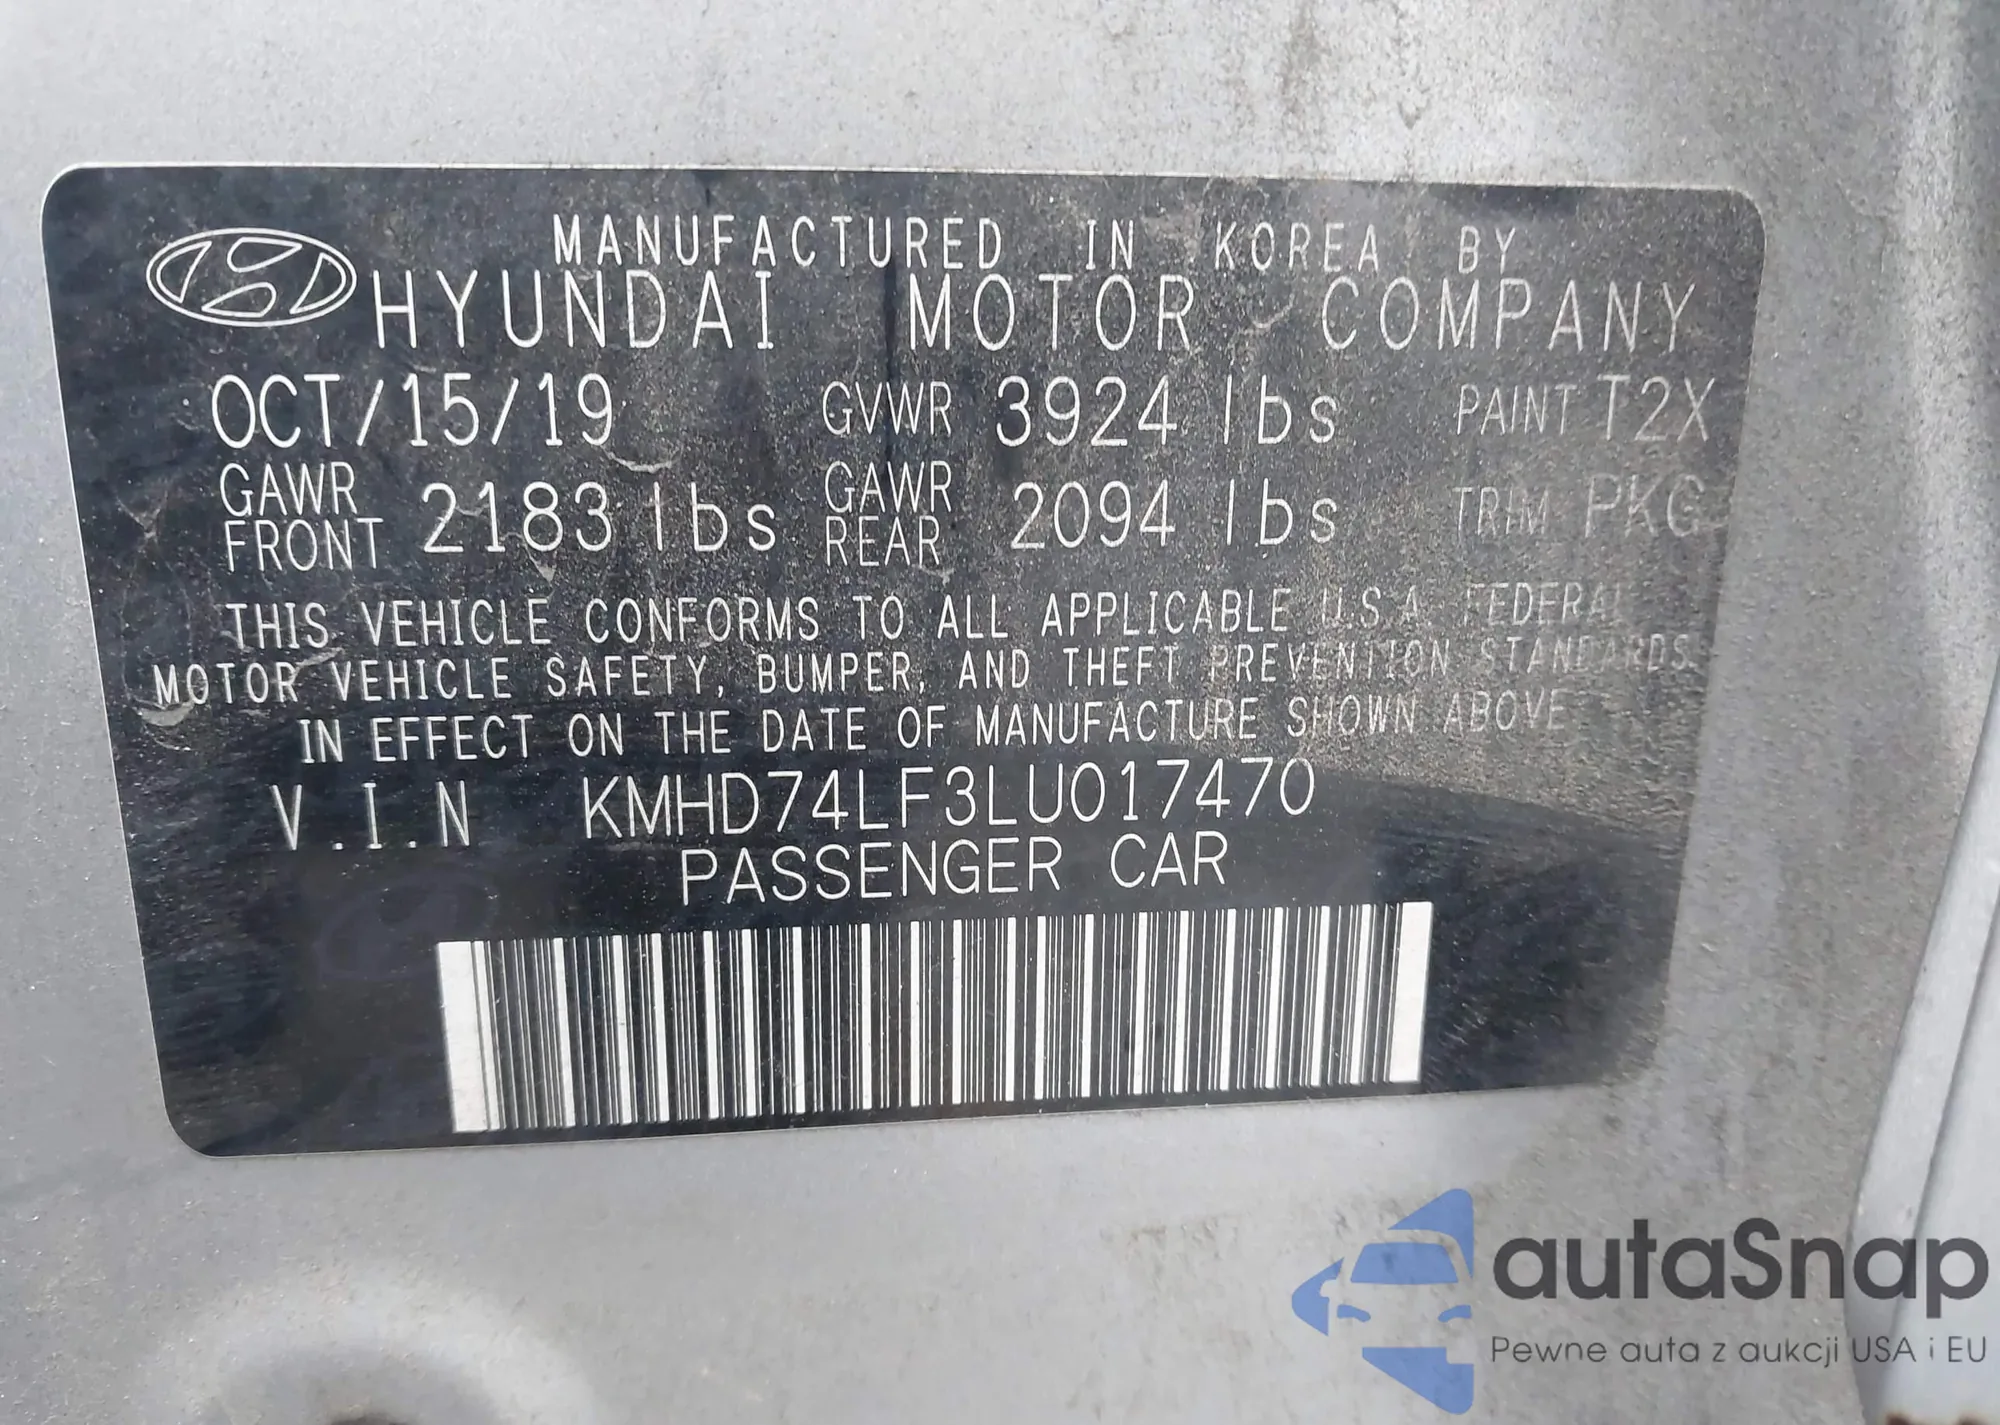 MANUFACTURED IN KOREA BY
HYUNDAI MOTOR COMPANY
OCT/15/19 GVWR 3924 lbs PAINT T2X
GAWR FRONT 2183 lbs GAWR REAR 2094 lbs TRIM PKG
THIS VEHICLE CONFORMS TO ALL APPLICABLE U.S.A. FEDERAL
MOTOR VEHICLE SAFETY, BUMPER, AND THEFT PREVENTION STANDARDS
IN EFFECT ON THE DATE OF MANUFACTURE SHOWN ABOVE
V.I.N KMHD74LF3LU017470
PASSENGER CAR
autaSnap
Pewne auta z aukcji USA i EU